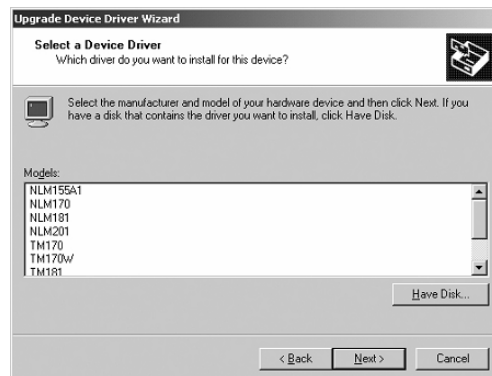 Upgrade Device Driver Wizard
Select a Device Driver
Which driver do you want to install for this device?
Select the manufacturer and model of your hardware device and then click Next. If you
have a disk that contains the driver you want to install, click Have Disk.
Models:
NLM155A1
NLM170
NLM181
NLM201
TM170
TM170W
TM181
Have Disk...
< Back
Next >
Cancel